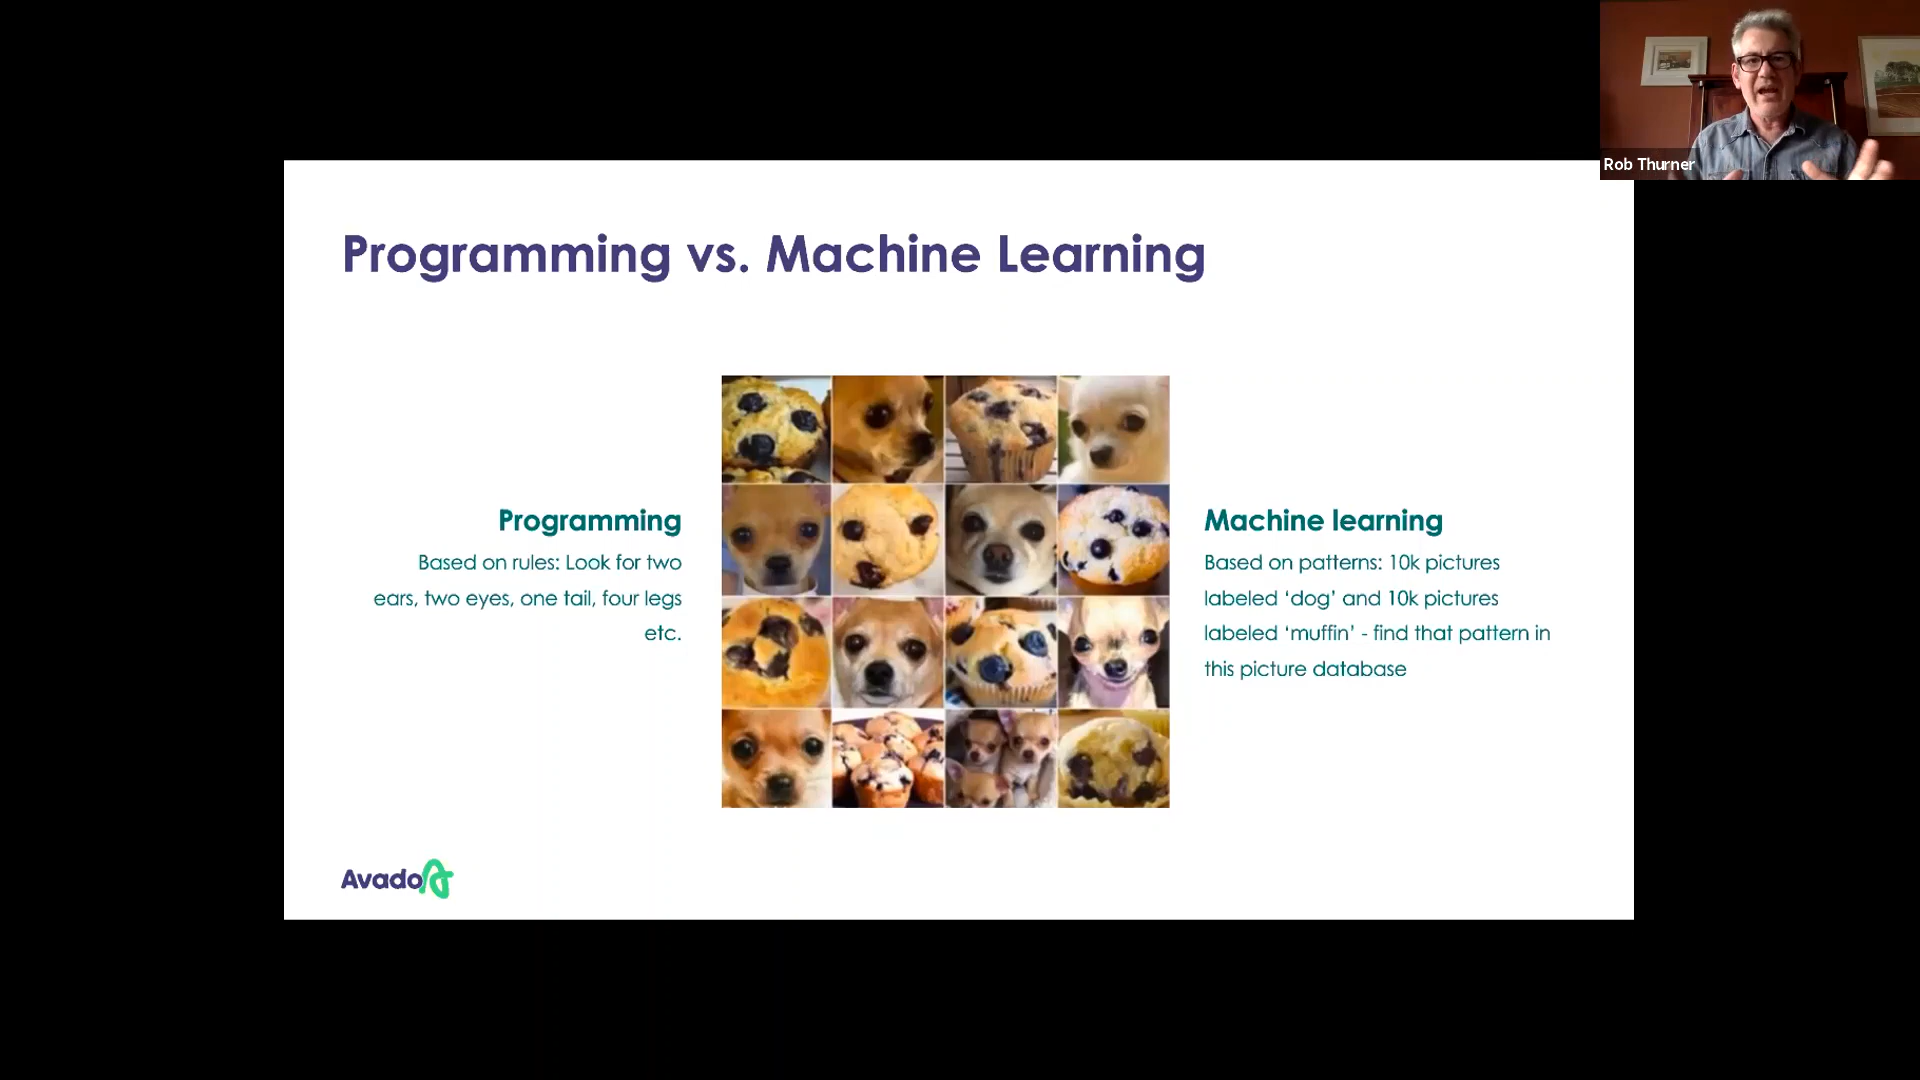 Rob Thurner
Programming vs. Machine Learning
Programming
Based on rules: Look for two
ears, two eyes, one tail, four legs
etc.
Machine learning
Based on patterns: 10k pictures
labeled ‘dog’ and 10k pictures
labeled ‘muffin’ - find that pattern in
this picture database
Avado